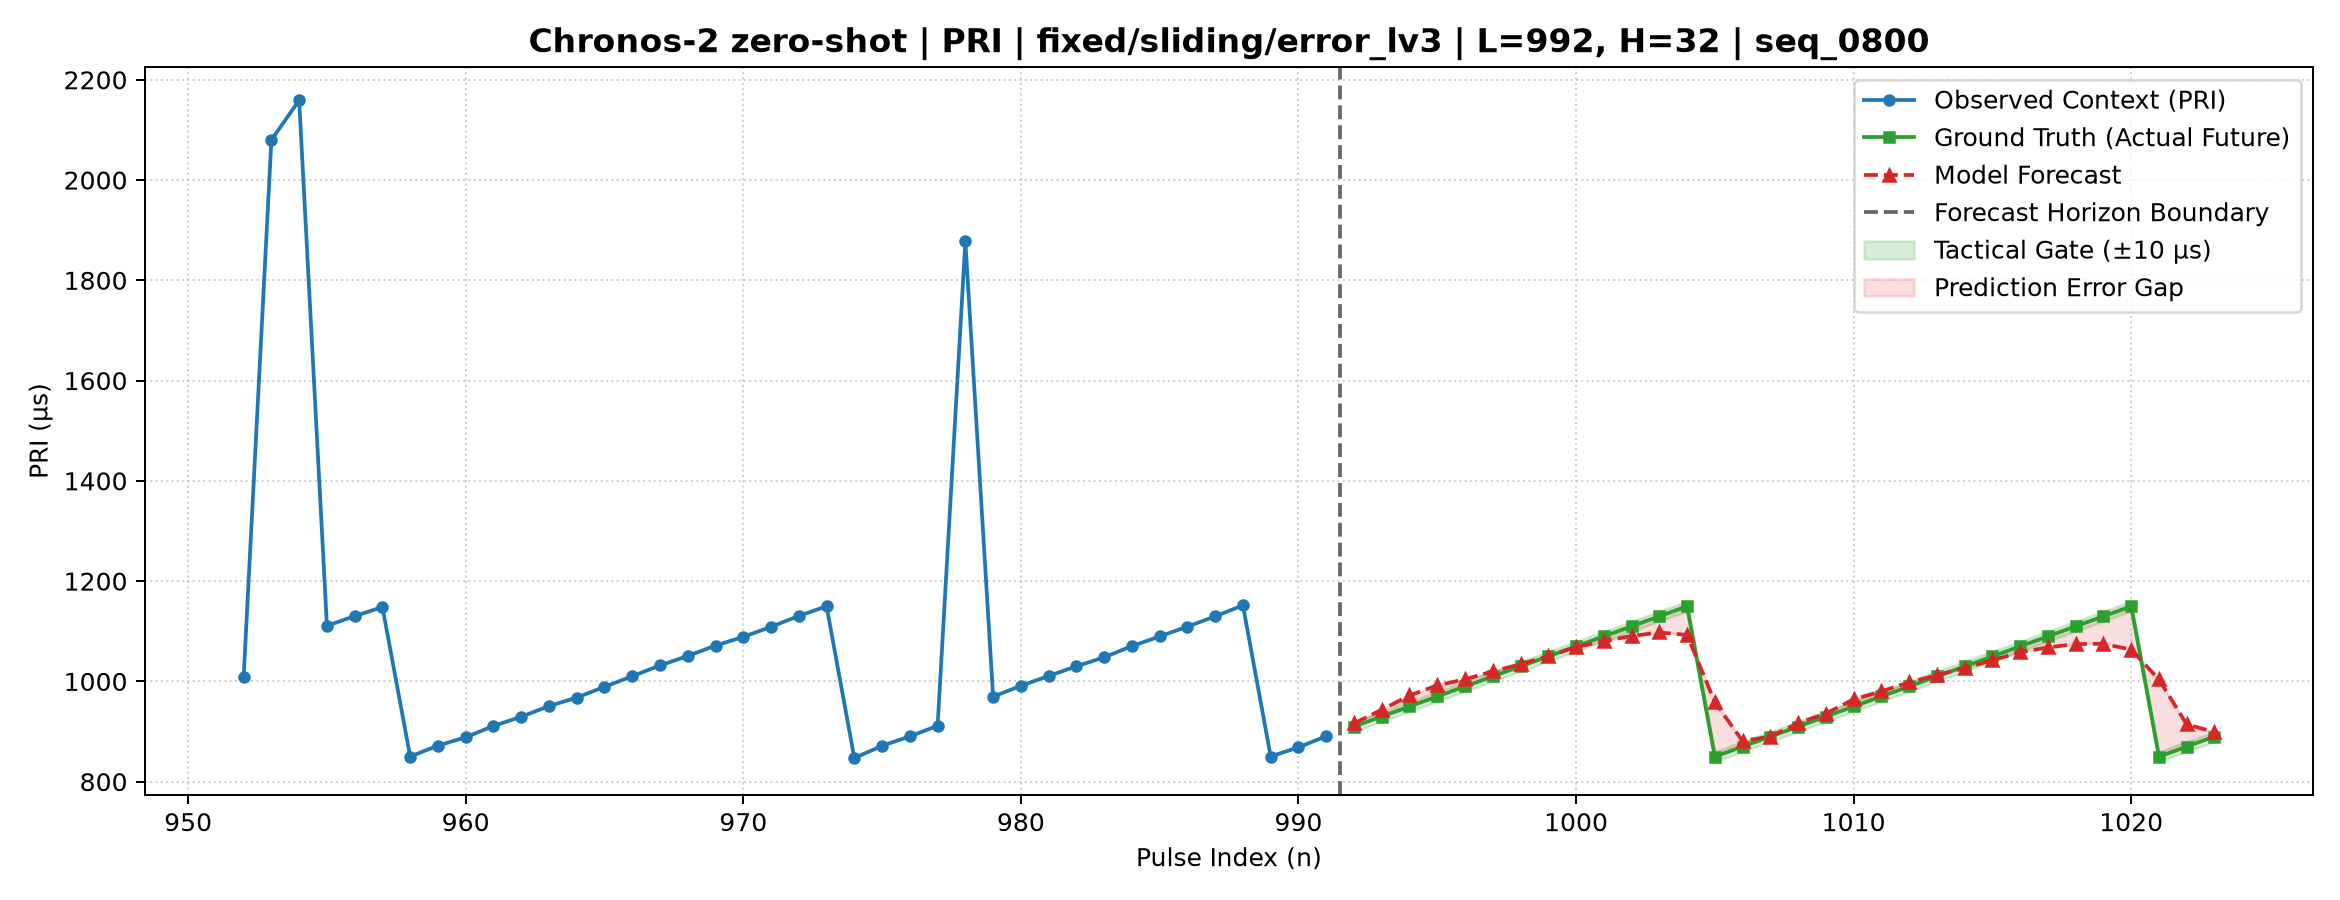 Chronos-2 zero-shot | PRI | fixed/sliding/error_lv3 | L=992, H=32 | seq_0800
PRI (µs)
2200
2000
1800
1600
1400
1200
1000
800
Observed Context (PRI)
Ground Truth (Actual Future)
Model Forecast
Forecast Horizon Boundary
Tactical Gate (±10 µs)
Prediction Error Gap
950 960 970 980 990 1000 1010 1020
Pulse Index (n)